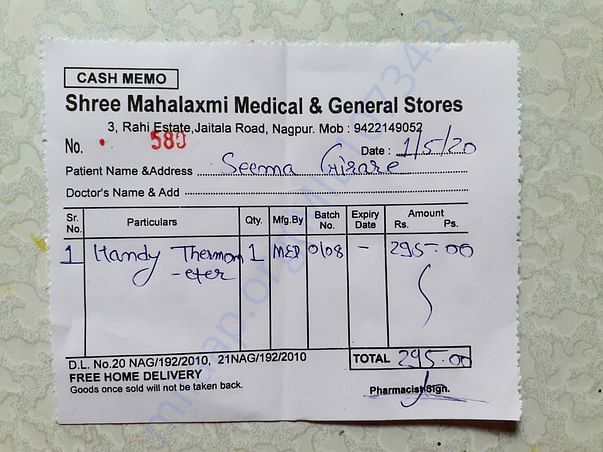 CASH MEMO
Shree Mahalaxmi Medical & General Stores
3, Rahi Estate,Jaitala Road, Nagpur. Mob : 9422149052
No. 580 Date : 1/5/20
Patient Name &Address Seema Girare
Doctor's Name & Add
Sr. No. Particulars Qty. Mfg.By Batch No. Expiry Date Amount Rs. Ps.
1 Handy Thermom 1 0108 – 295-00
-eter
D.L. No.20 NAG/192/2010, 21NAG/192/2010 TOTAL 295-00
FREE HOME DELIVERY
Goods once sold will not be taken back.
Pharmacist Sign.